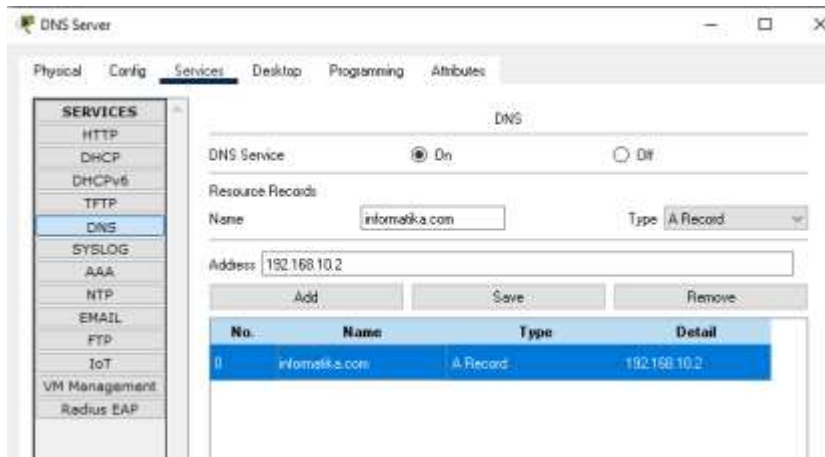 DNS Server
Physical Config Services Desktop Programming Attributes
SERVICES
HTTP
DHCP
DHCPv6
TFTP
DNS
SYSLOG
AAA
NTP
EMAIL
FTP
IoT
VM Management
Radius EAP
DNS
DNS Service On Off
Resource Records
Name informatika.com Type A Record
Address 192.168.10.2
Add Save Remove
No. Name Type Detail
0 informatika.com A Record 192.168.10.2